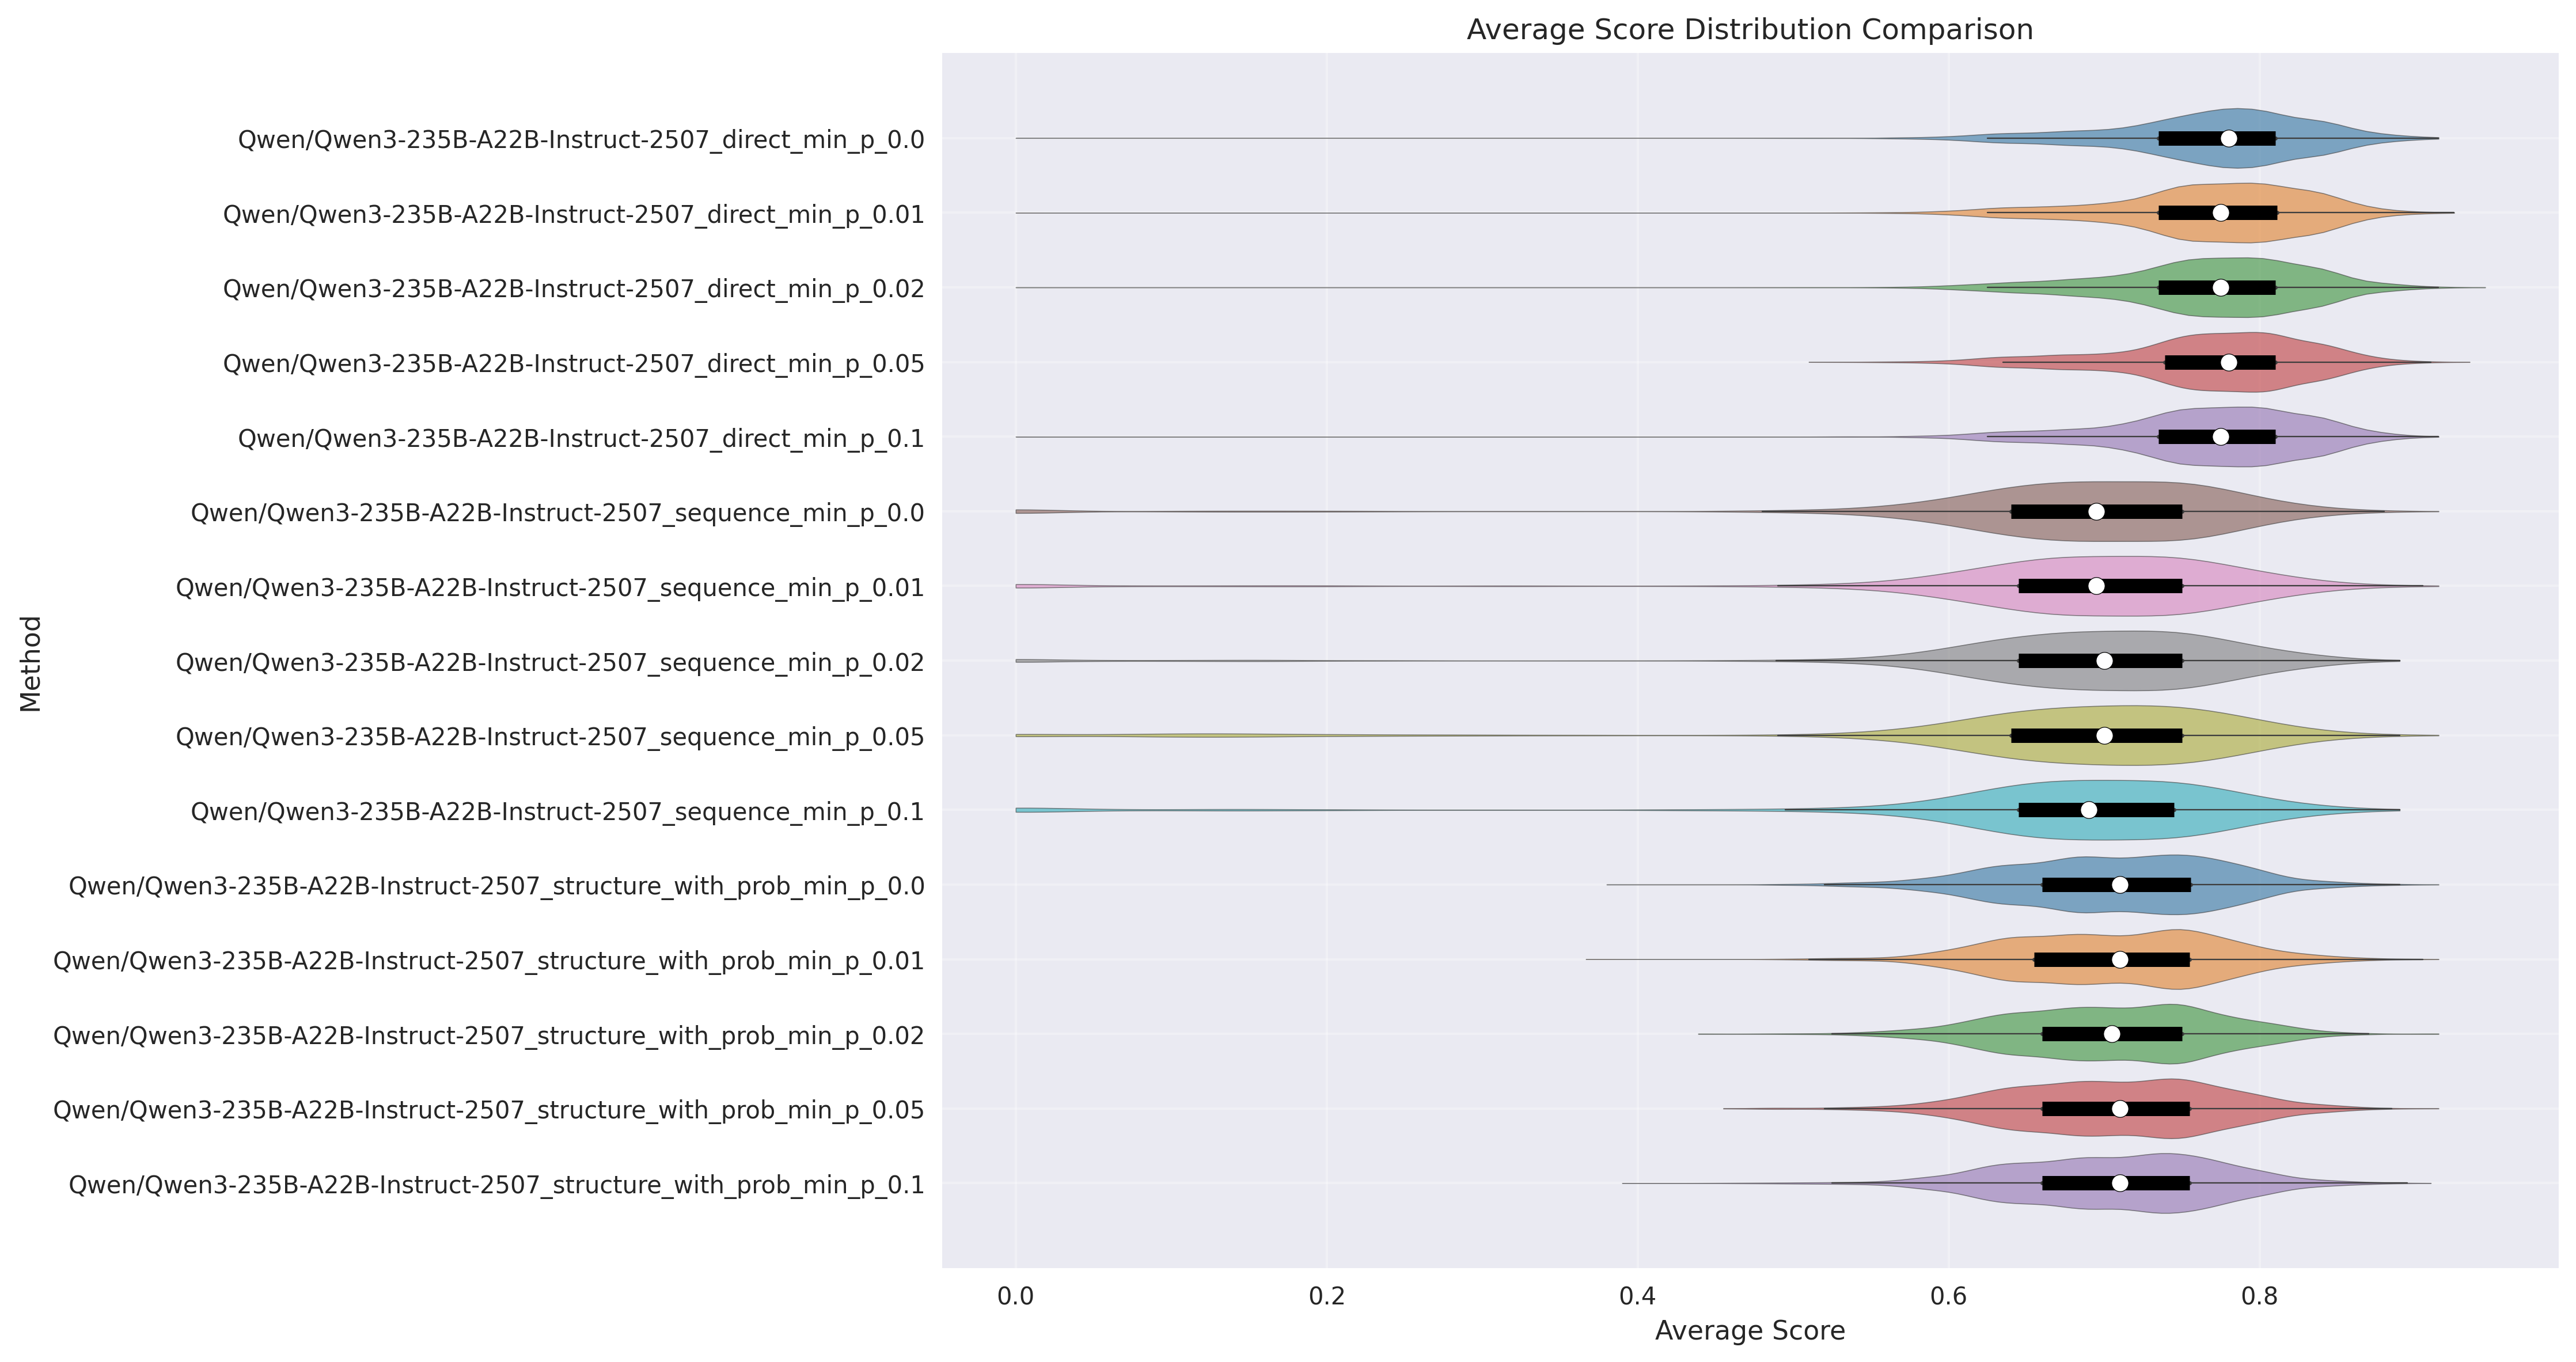 Average Score Distribution Comparison
Qwen/Qwen3-235B-A22B-Instruct-2507_direct_min_p_0.0
Qwen/Qwen3-235B-A22B-Instruct-2507_direct_min_p_0.01
Qwen/Qwen3-235B-A22B-Instruct-2507_direct_min_p_0.02
Qwen/Qwen3-235B-A22B-Instruct-2507_direct_min_p_0.05
Qwen/Qwen3-235B-A22B-Instruct-2507_direct_min_p_0.1
Qwen/Qwen3-235B-A22B-Instruct-2507_sequence_min_p_0.0
Qwen/Qwen3-235B-A22B-Instruct-2507_sequence_min_p_0.01
Qwen/Qwen3-235B-A22B-Instruct-2507_sequence_min_p_0.02
Qwen/Qwen3-235B-A22B-Instruct-2507_sequence_min_p_0.05
Qwen/Qwen3-235B-A22B-Instruct-2507_sequence_min_p_0.1
Qwen/Qwen3-235B-A22B-Instruct-2507_structure_with_prob_min_p_0.0
Qwen/Qwen3-235B-A22B-Instruct-2507_structure_with_prob_min_p_0.01
Qwen/Qwen3-235B-A22B-Instruct-2507_structure_with_prob_min_p_0.02
Qwen/Qwen3-235B-A22B-Instruct-2507_structure_with_prob_min_p_0.05
Qwen/Qwen3-235B-A22B-Instruct-2507_structure_with_prob_min_p_0.1
Method
0.0 0.2 0.4 0.6 0.8
Average Score